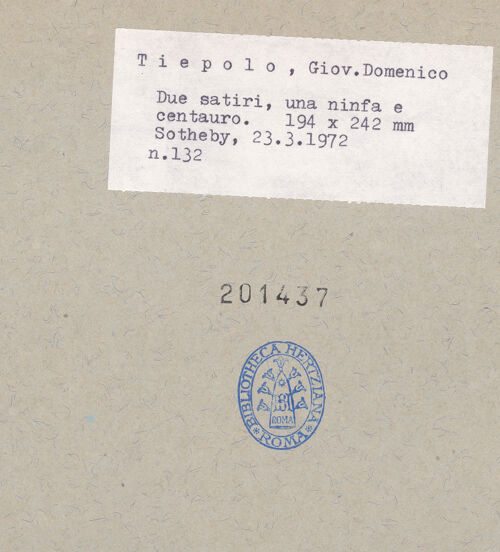 T i e p o l o , Giov.Domenico
Due satiri, una ninfa e
centauro. 194 x 242 mm
Sotheby, 23.3.1972
n.132
201437
BIBLIOTHECA HERTZIANA
ROMA
* ROMA *